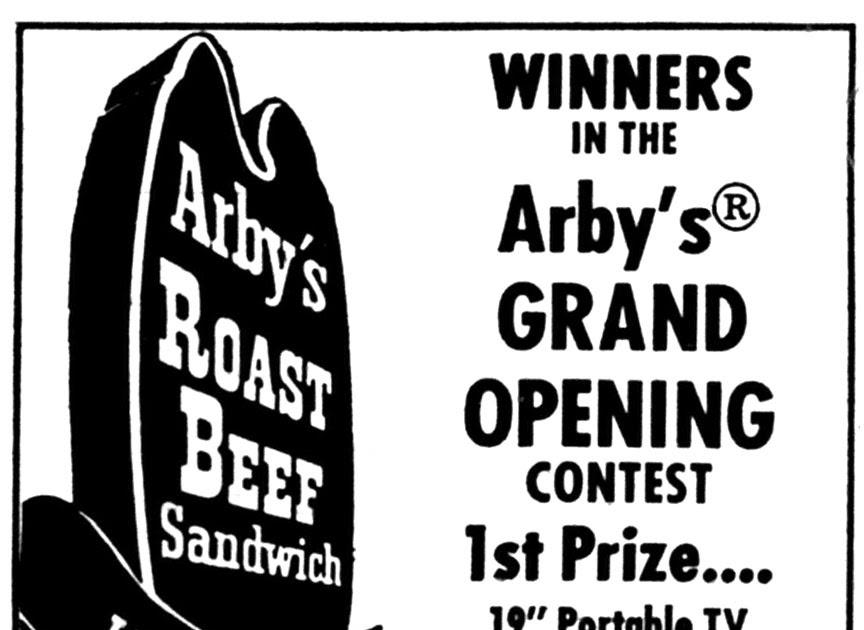 Arby's
ROAST
BEEF
Sandwich
WINNERS
IN THE
Arby's®
GRAND
OPENING
CONTEST
1st Prize....
19" Portable TV